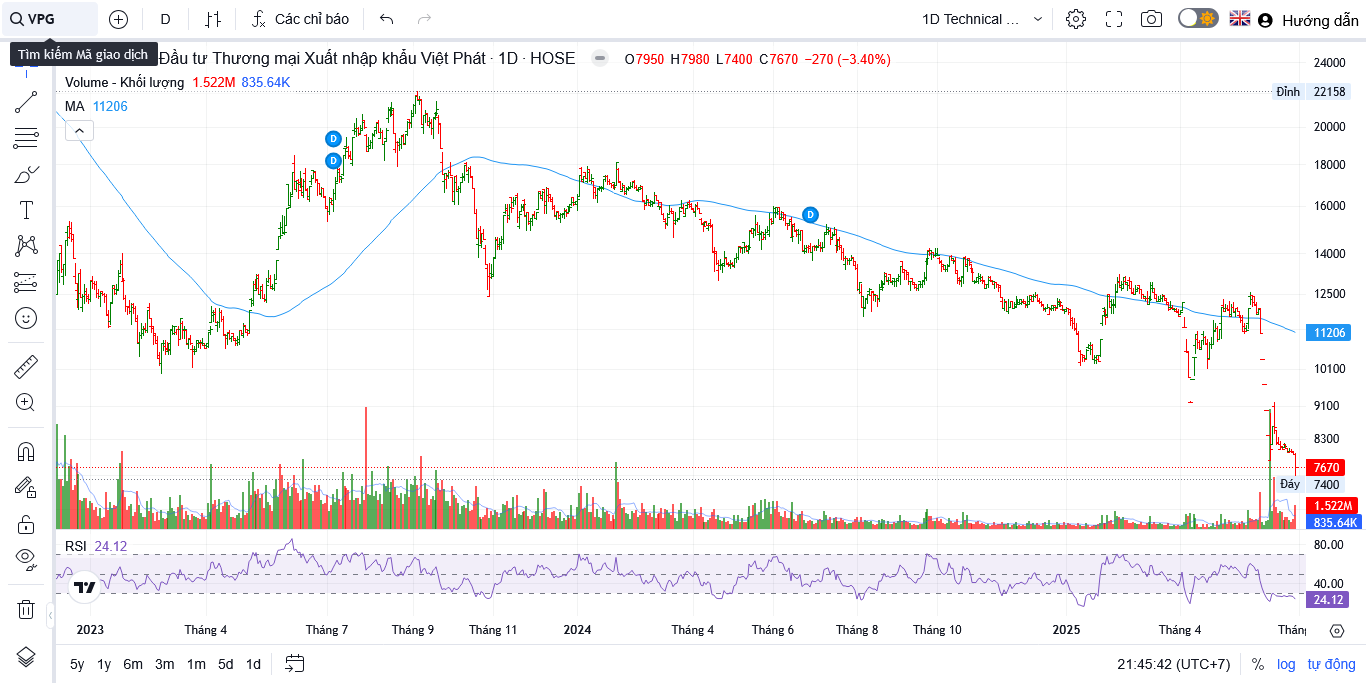 VPG D Các chỉ báo 1D Technical ... Hướng dẫn
Tìm kiếm Mã giao dịch
Đầu tư Thương mại Xuất nhập khẩu Việt Phát · 1D · HOSE O7950 H7980 L7400 C7670 −270 (−3.40%)
Volume - Khối lượng 1.522M 835.64K
MA 11206
24000
Đỉnh 22158
20000
18000
16000
14000
12500
11206
10100
9100
8300
7670
Đáy 7400
1.522M
835.64K
D
D
D
RSI 24.12
80.00
40.00
24.12
2023 Tháng 4 Tháng 7 Tháng 9 Tháng 11 2024 Tháng 4 Tháng 6 Tháng 8 Tháng 10 2025 Tháng 4 Thán
5y 1y 6m 3m 1m 5d 1d 21:45:42 (UTC+7) % log tự động